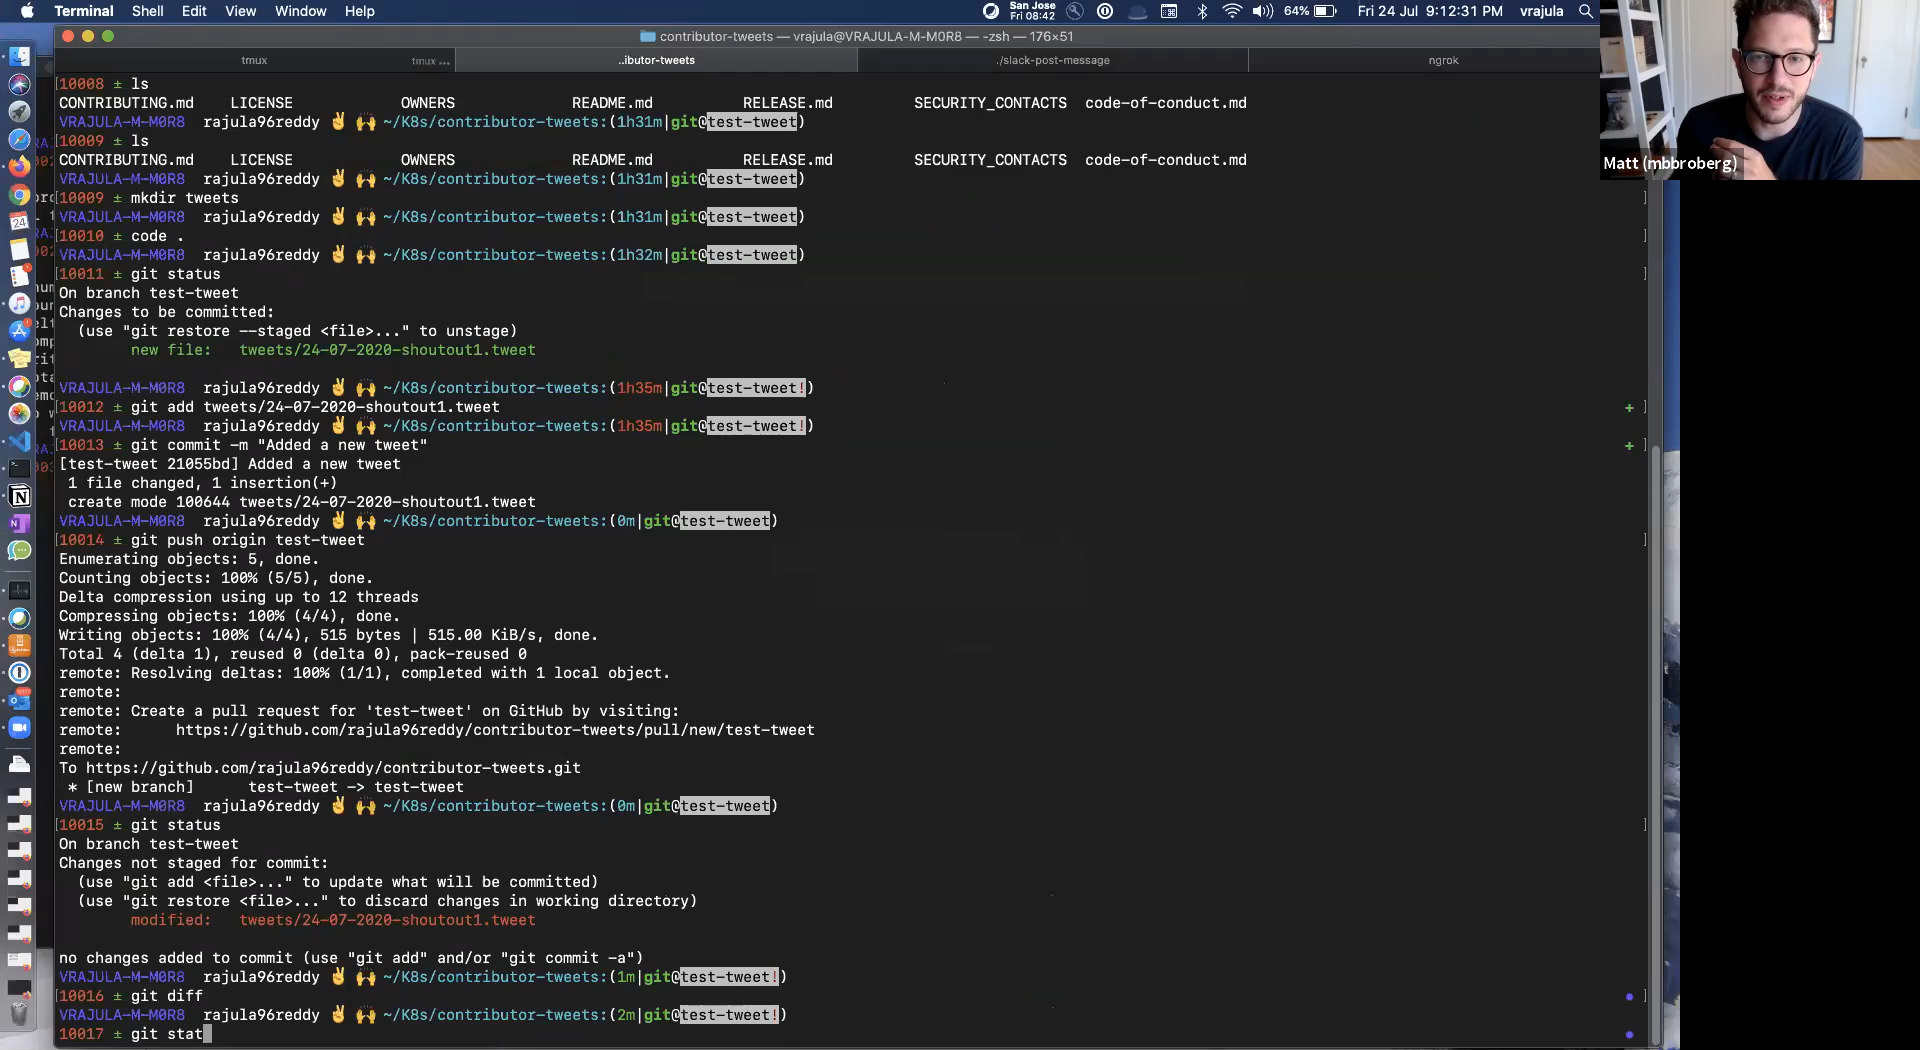 Terminal Shell Edit View Window Help San Jose Fri 08:42 64% Fri 24 Jul 9:12:31 PM vrajula
contributor-tweets — vrajula@VRAJULA-M-M0R8 — -zsh — 176×51
tmux tmux ... ..ibutor-tweets ./slack-post-message ngrok
[10008 ± ls
CONTRIBUTING.md LICENSE OWNERS README.md RELEASE.md SECURITY_CONTACTS code-of-conduct.md
VRAJULA-M-M0R8 rajula96reddy ✌️ 🙌 ~/K8s/contributor-tweets:(1h31m|git@test-tweet)
[10009 ± ls
CONTRIBUTING.md LICENSE OWNERS README.md RELEASE.md SECURITY_CONTACTS code-of-conduct.md
VRAJULA-M-M0R8 rajula96reddy ✌️ 🙌 ~/K8s/contributor-tweets:(1h31m|git@test-tweet)
[10009 ± mkdir tweets ]
VRAJULA-M-M0R8 rajula96reddy ✌️ 🙌 ~/K8s/contributor-tweets:(1h31m|git@test-tweet)
[10010 ± code . ]
VRAJULA-M-M0R8 rajula96reddy ✌️ 🙌 ~/K8s/contributor-tweets:(1h32m|git@test-tweet)
[10011 ± git status ]
On branch test-tweet
Changes to be committed:
(use "git restore --staged <file>..." to unstage)
new file: tweets/24-07-2020-shoutout1.tweet
VRAJULA-M-M0R8 rajula96reddy ✌️ 🙌 ~/K8s/contributor-tweets:(1h35m|git@test-tweet!)
[10012 ± git add tweets/24-07-2020-shoutout1.tweet + ]
VRAJULA-M-M0R8 rajula96reddy ✌️ 🙌 ~/K8s/contributor-tweets:(1h35m|git@test-tweet!)
[10013 ± git commit -m "Added a new tweet" + ]
[test-tweet 21055bd] Added a new tweet
1 file changed, 1 insertion(+)
create mode 100644 tweets/24-07-2020-shoutout1.tweet
VRAJULA-M-M0R8 rajula96reddy ✌️ 🙌 ~/K8s/contributor-tweets:(0m|git@test-tweet)
[10014 ± git push origin test-tweet ]
Enumerating objects: 5, done.
Counting objects: 100% (5/5), done.
Delta compression using up to 12 threads
Compressing objects: 100% (4/4), done.
Writing objects: 100% (4/4), 515 bytes | 515.00 KiB/s, done.
Total 4 (delta 1), reused 0 (delta 0), pack-reused 0
remote: Resolving deltas: 100% (1/1), completed with 1 local object.
remote:
remote: Create a pull request for 'test-tweet' on GitHub by visiting:
remote: https://github.com/rajula96reddy/contributor-tweets/pull/new/test-tweet
remote:
To https://github.com/rajula96reddy/contributor-tweets.git
* [new branch] test-tweet -> test-tweet
VRAJULA-M-M0R8 rajula96reddy ✌️ 🙌 ~/K8s/contributor-tweets:(0m|git@test-tweet)
[10015 ± git status ]
On branch test-tweet
Changes not staged for commit:
(use "git add <file>..." to update what will be committed)
(use "git restore <file>..." to discard changes in working directory)
modified: tweets/24-07-2020-shoutout1.tweet
no changes added to commit (use "git add" and/or "git commit -a")
VRAJULA-M-M0R8 rajula96reddy ✌️ 🙌 ~/K8s/contributor-tweets:(1m|git@test-tweet!)
[10016 ± git diff ]
VRAJULA-M-M0R8 rajula96reddy ✌️ 🙌 ~/K8s/contributor-tweets:(2m|git@test-tweet!)
10017 ± git stat
Matt (mbbroberg)